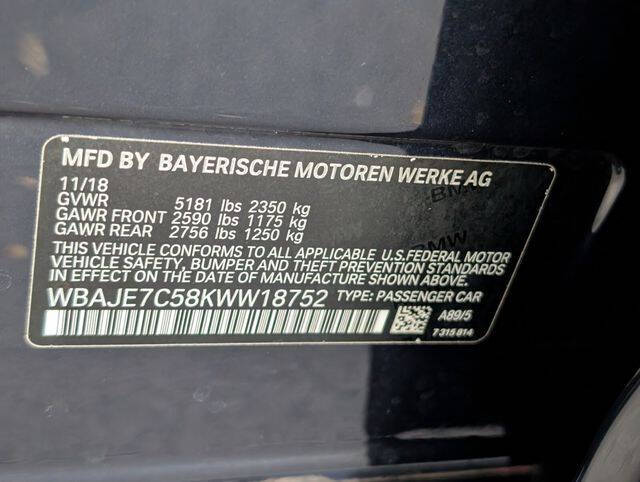 MFD BY BAYERISCHE MOTOREN WERKE AG
11/18
GVWR 5181 lbs 2350 kg
GAWR FRONT 2590 lbs 1175 kg
GAWR REAR 2756 lbs 1250 kg
THIS VEHICLE CONFORMS TO ALL APPLICABLE U.S.FEDERAL MOTOR
VEHICLE SAFETY, BUMPER AND THEFT PREVENTION STANDARDS
IN EFFECT ON THE DATE OF MANUFACTURE SHOWN ABOVE.
WBAJE7C58KWW18752 TYPE: PASSENGER CAR
A89/5
7 315 814
BMW
BMW